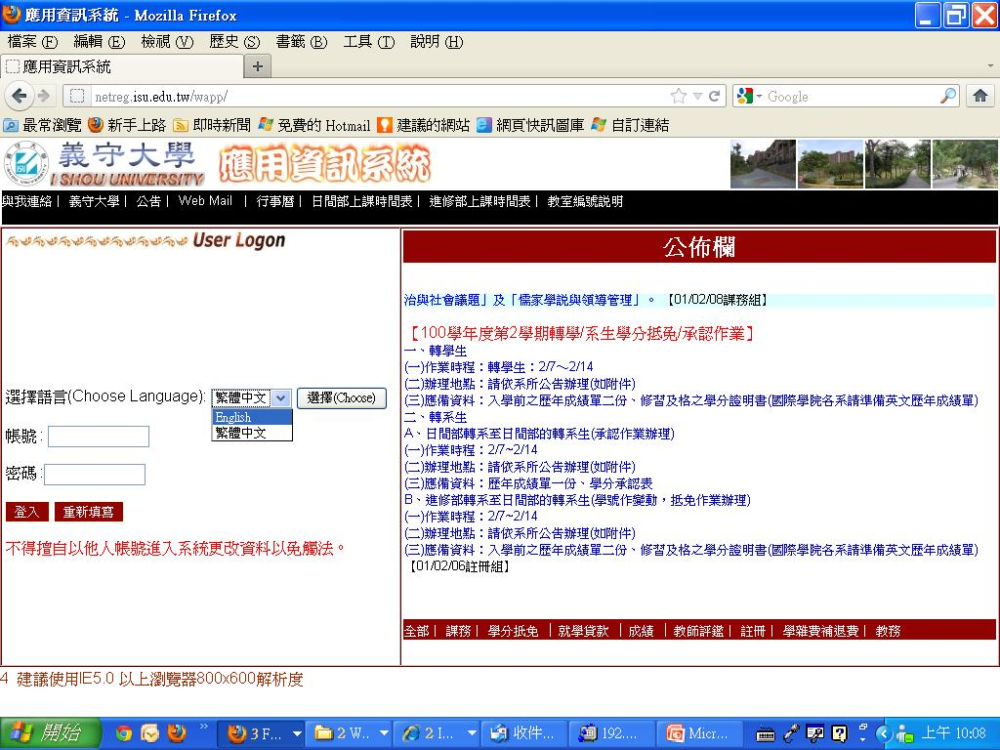 應用資訊系統 - Mozilla Firefox
檔案 (F) 編輯 (E) 檢視 (V) 歷史 (S) 書籤 (B) 工具 (T) 說明 (H)
應用資訊系統 +
netreg.isu.edu.tw/wapp/ Google
最常瀏覽 新手上路 即時新聞 免費的 Hotmail 建議的網站 網頁快訊圖庫 自訂連結
義守大學 應用資訊系統
I SHOU UNIVERSITY
與我連絡 | 義守大學 | 公告 | Web Mail | 行事曆 | 日間部上課時間表 | 進修部上課時間表 | 教室編號說明
User Logon
選擇語言(Choose Language): 繁體中文 選擇(Choose)
English
繁體中文
帳號:
密碼:
登入 重新填寫
不得擅自以他人帳號進入系統更改資料以免觸法。
公佈欄
治與社會議題」及「儒家學說與領導管理」。【01/02/08課務組】
【100學年度第2學期轉學/系生學分抵免/承認作業】
一、轉學生
(一)作業時程：轉學生：2/7～2/14
(二)辦理地點：請依系所公告辦理(如附件)
(三)應備資料：入學前之歷年成績單二份、修習及格之學分證明書(國際學院各系請準備英文歷年成績單)
二、轉系生
A、日間部轉系至日間部的轉系生(承認作業辦理)
(一)作業時程：2/7~2/14
(二)辦理地點：請依系所公告辦理(如附件)
(三)應備資料：歷年成績單一份、學分承認表
B、進修部轉系至日間部的轉系生(學號作變動，抵免作業辦理)
(一)作業時程：2/7~2/14
(二)辦理地點：請依系所公告辦理(如附件)
(三)應備資料：入學前之歷年成績單二份、修習及格之學分證明書(國際學院各系請準備英文歷年成績單)
【01/02/06註冊組】
全部 | 課務 | 學分抵免 | 就學貸款 | 成績 | 教師評鑑 | 註冊 | 學雜費補退費 | 教務
4 建議使用IE5.0 以上瀏覽器800x600解析度
開始 3 F... 2 W... 2 I... 收件... 192.... Micr... 上午 10:08